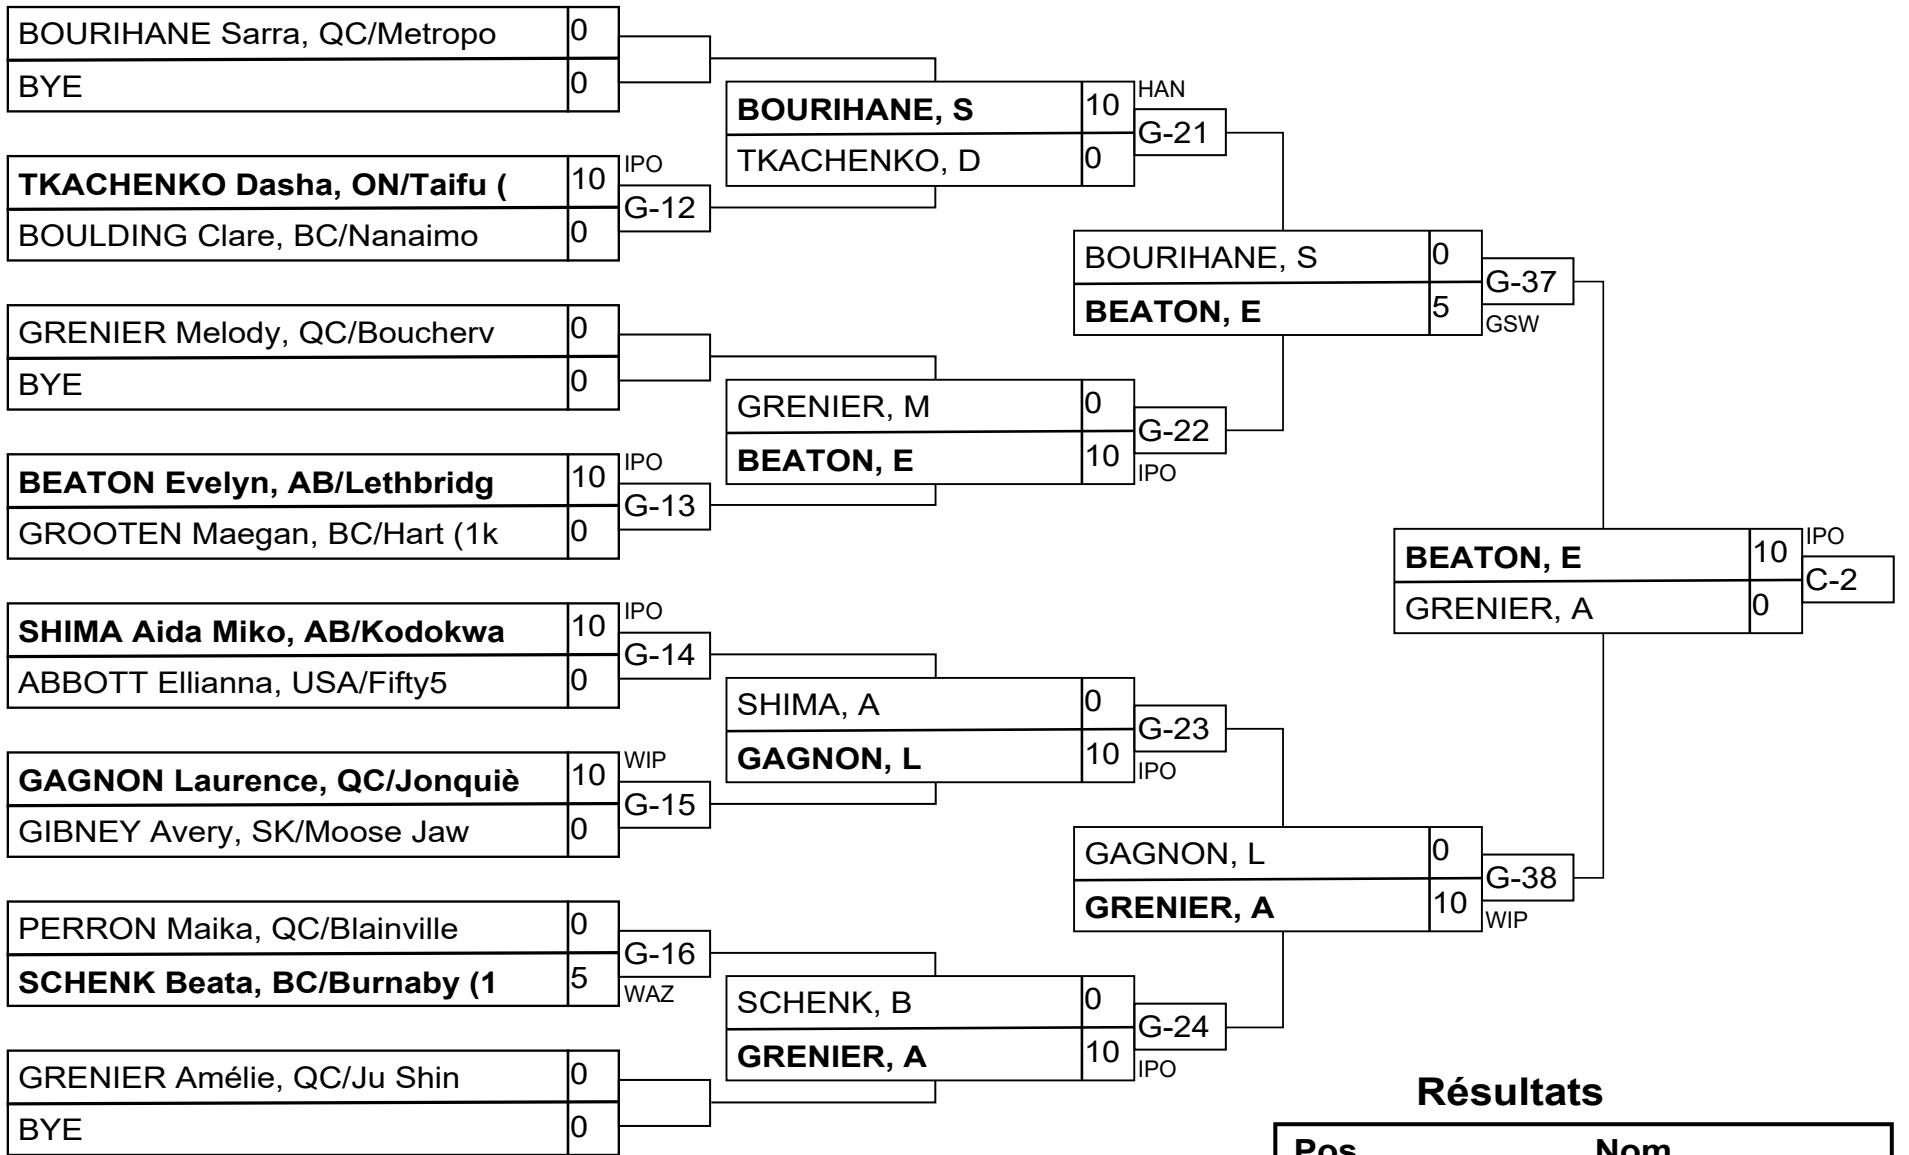 BOURIHANE Sarra, QC/Metropo 0
BYE 0
TKACHENKO Dasha, ON/Taifu ( 10 IPO
G-12
BOULDING Clare, BC/Nanaimo 0
GRENIER Melody, QC/Boucherv 0
BYE 0
BEATON Evelyn, AB/Lethbridg 10 IPO
G-13
GROOTEN Maegan, BC/Hart (1k 0
SHIMA Aida Miko, AB/Kodokwa 10 IPO
G-14
ABBOTT Ellianna, USA/Fifty5 0
GAGNON Laurence, QC/Jonquiè 10 WIP
G-15
GIBNEY Avery, SK/Moose Jaw 0
PERRON Maika, QC/Blainville 0
G-16
SCHENK Beata, BC/Burnaby (1 5 WAZ
GRENIER Amélie, QC/Ju Shin 0
BYE 0
BOURIHANE, S 10 HAN
G-21
TKACHENKO, D 0
GRENIER, M 0
G-22
BEATON, E 10 IPO
SHIMA, A 0
G-23
GAGNON, L 10 IPO
SCHENK, B 0
G-24
GRENIER, A 10 IPO
BOURIHANE, S 0
G-37
BEATON, E 5 GSW
GAGNON, L 0
G-38
GRENIER, A 10 WIP
BEATON, E 10 IPO
C-2
GRENIER, A 0
Résultats
Pos Nom